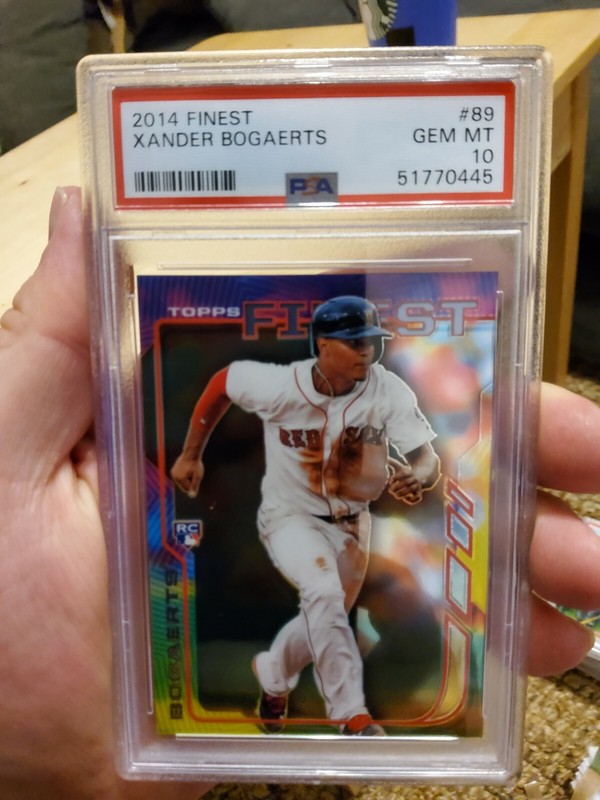 2014 FINEST #89
XANDER BOGAERTS GEM MT
10
51770445
PSA
TOPPS FINEST
RED SOX
RC
BOGAERTS